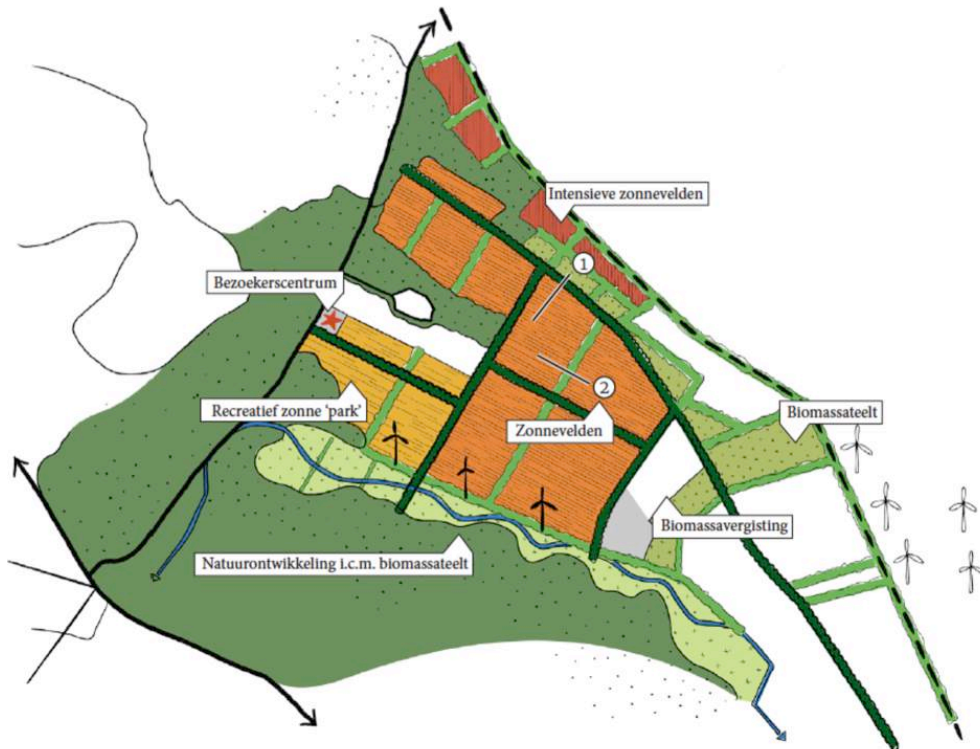 Intensieve zonnevelden
1
Bezoekerscentrum
2
Recreatief zonne 'park'
Zonnevelden
Biomassateelt
Biomassavergisting
Natuurontwikkeling i.c.m. biomassateelt